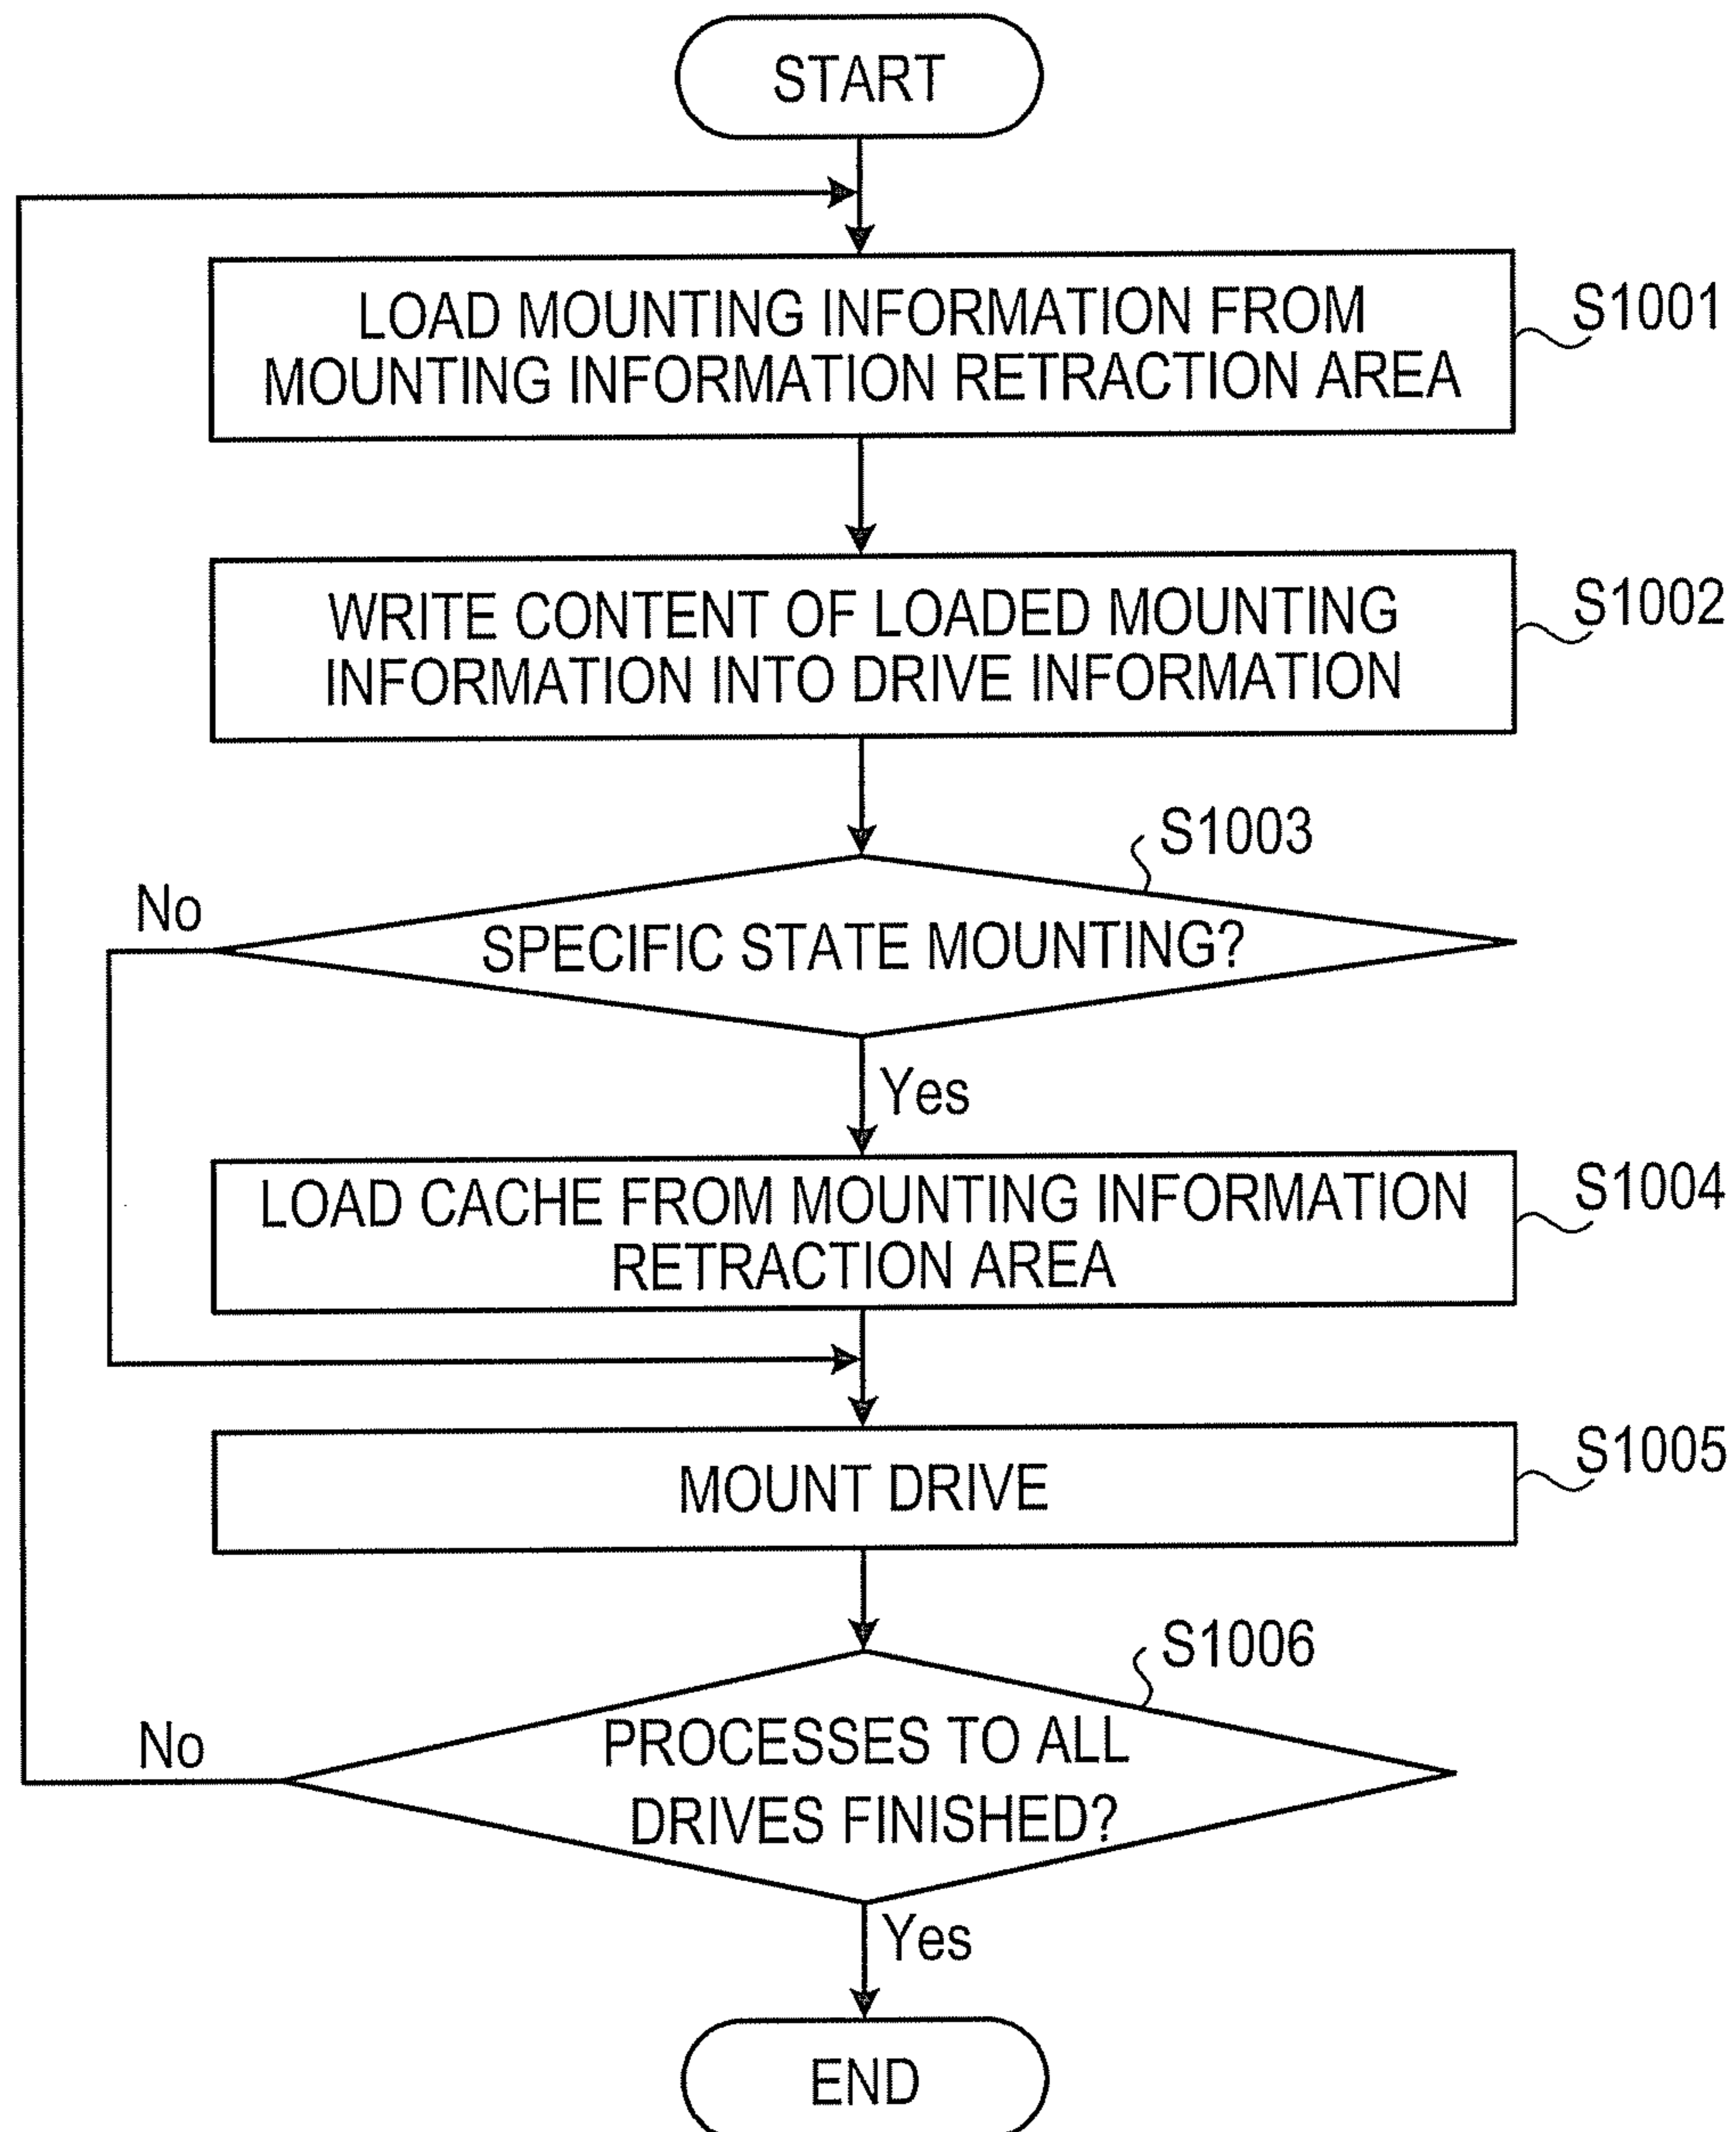 START
LOAD MOUNTING INFORMATION FROM
MOUNTING INFORMATION RETRACTION AREA
S1001
WRITE CONTENT OF LOADED MOUNTING
INFORMATION INTO DRIVE INFORMATION
S1002
S1003
No
SPECIFIC STATE MOUNTING?
Yes
LOAD CACHE FROM MOUNTING INFORMATION
RETRACTION AREA
S1004
MOUNT DRIVE
S1005
S1006
No
PROCESSES TO ALL
DRIVES FINISHED?
Yes
END